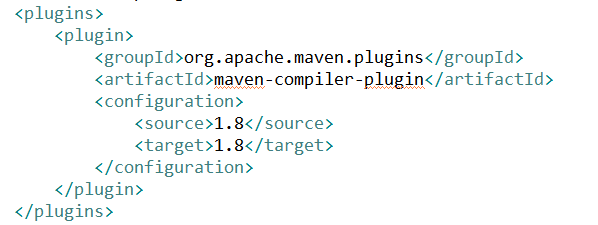 <plugins>
<plugin>
<groupId>org.apache.maven.plugins</groupId>
<artifactId>maven-compiler-plugin</artifactId>
<configuration>
<source>1.8</source>
<target>1.8</target>
</configuration>
</plugin>
</plugins>